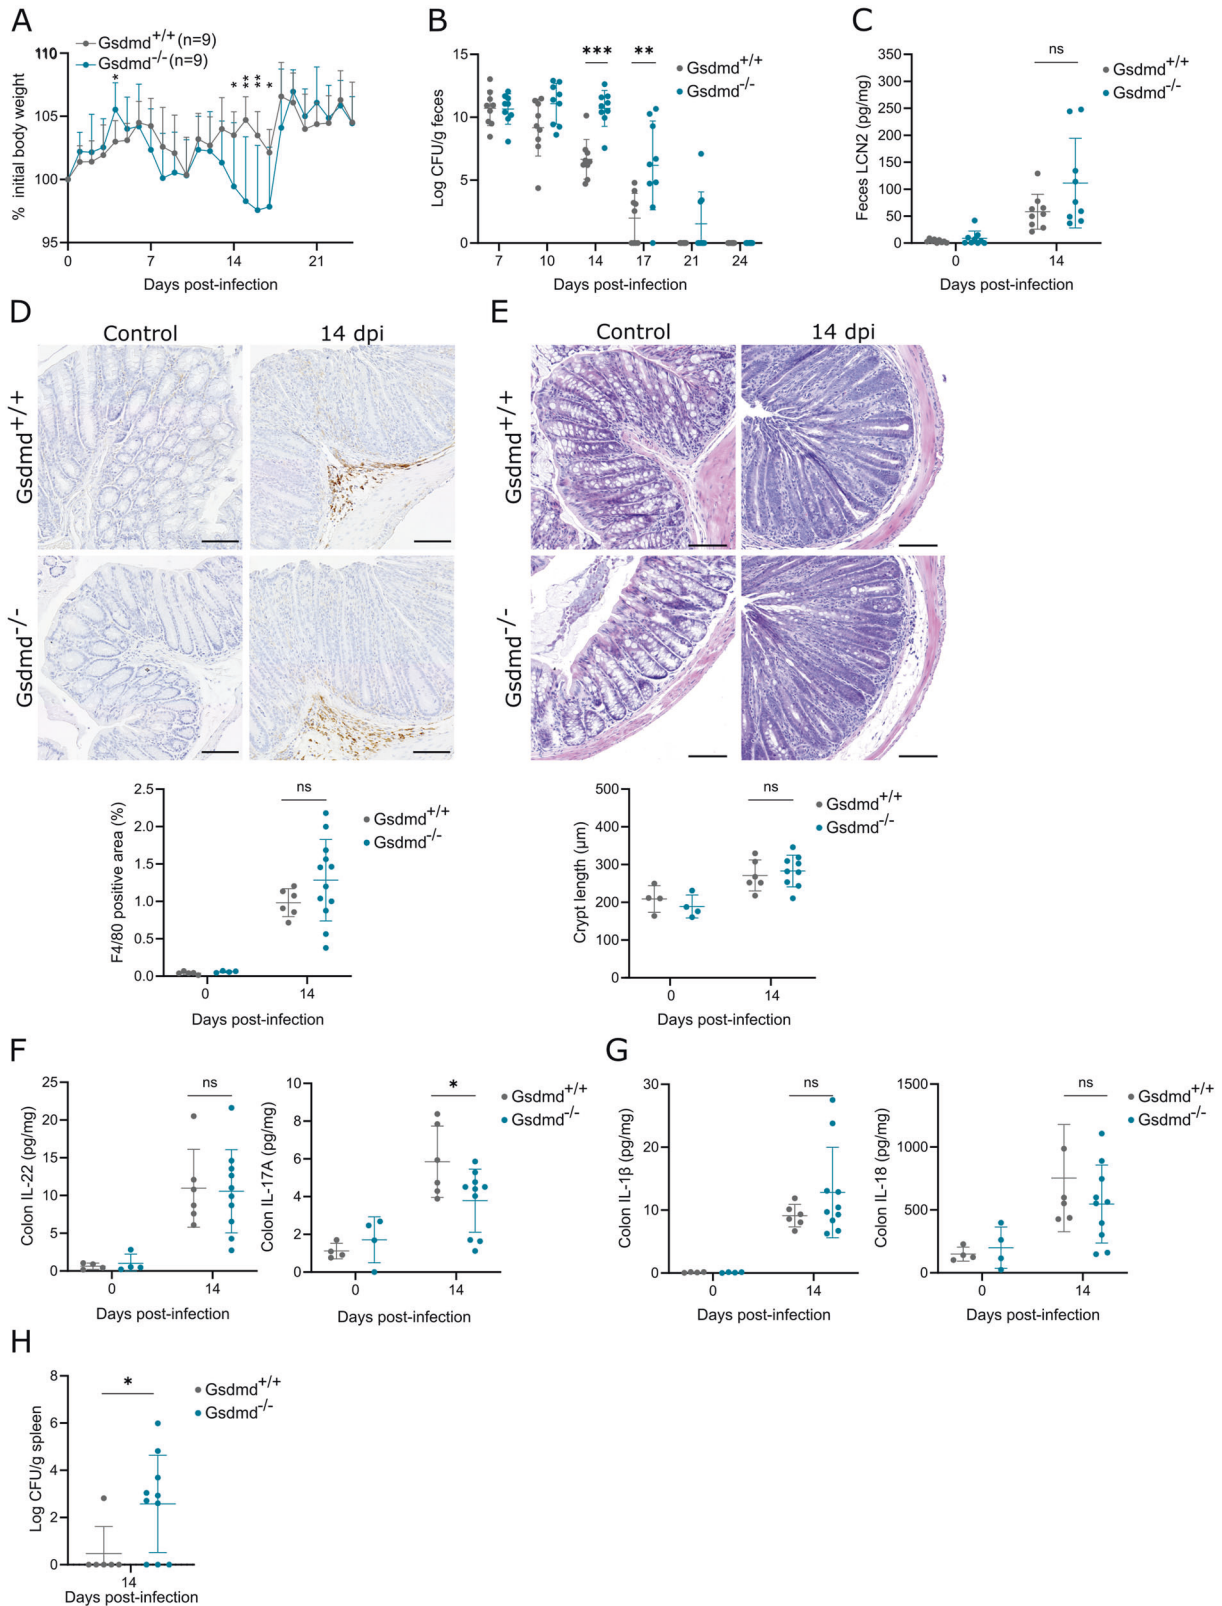 A
Gsdmd+/+ (n=9)
Gsdmd-/- (n=9)
% initial body weight
110
105
100
95
* * ** ** *
0 7 14 21
Days post-infection
B
Log CFU/g feces
15
10
5
0
*** **
Gsdmd+/+
Gsdmd-/-
7 10 14 17 21 24
Days post-infection
C
Feces LCN2 (pg/mg)
350
300
250
200
150
100
50
0
ns
Gsdmd+/+
Gsdmd-/-
0 14
Days post-infection
D
Control 14 dpi
Gsdmd+/+
Gsdmd-/-
F4/80 positive area (%)
2.5
2.0
1.5
1.0
0.5
0.0
ns
Gsdmd+/+
Gsdmd-/-
0 14
Days post-infection
E
Control 14 dpi
Gsdmd+/+
Gsdmd-/-
Crypt length (μm)
500
400
300
200
100
0
ns
Gsdmd+/+
Gsdmd-/-
0 14
Days post-infection
F
Colon IL-22 (pg/mg)
25
20
15
10
5
0
ns
0 14
Days post-infection
Colon IL-17A (pg/mg)
10
8
6
4
2
0
*
Gsdmd+/+
Gsdmd-/-
0 14
Days post-infection
G
Colon IL-1β (pg/mg)
30
20
10
0
ns
0 14
Days post-infection
Colon IL-18 (pg/mg)
1500
1000
500
0
ns
Gsdmd+/+
Gsdmd-/-
0 14
Days post-infection
H
Log CFU/g spleen
8
6
4
2
0
*
Gsdmd+/+
Gsdmd-/-
14
Days post-infection